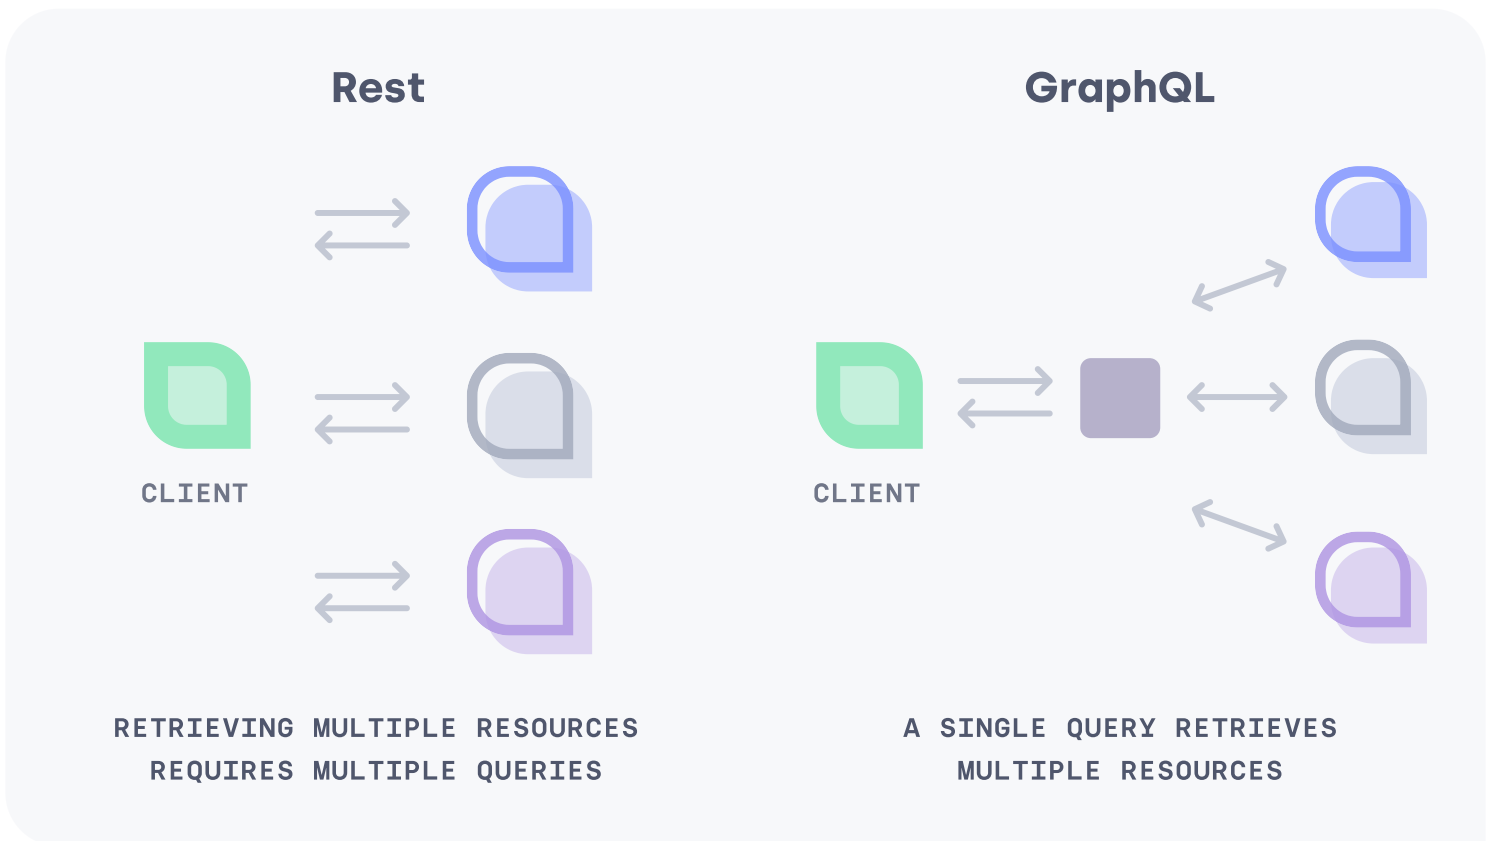 Rest
CLIENT
RETRIEVING MULTIPLE RESOURCES
REQUIRES MULTIPLE QUERIES
GraphQL
CLIENT
A SINGLE QUERY RETRIEVES
MULTIPLE RESOURCES